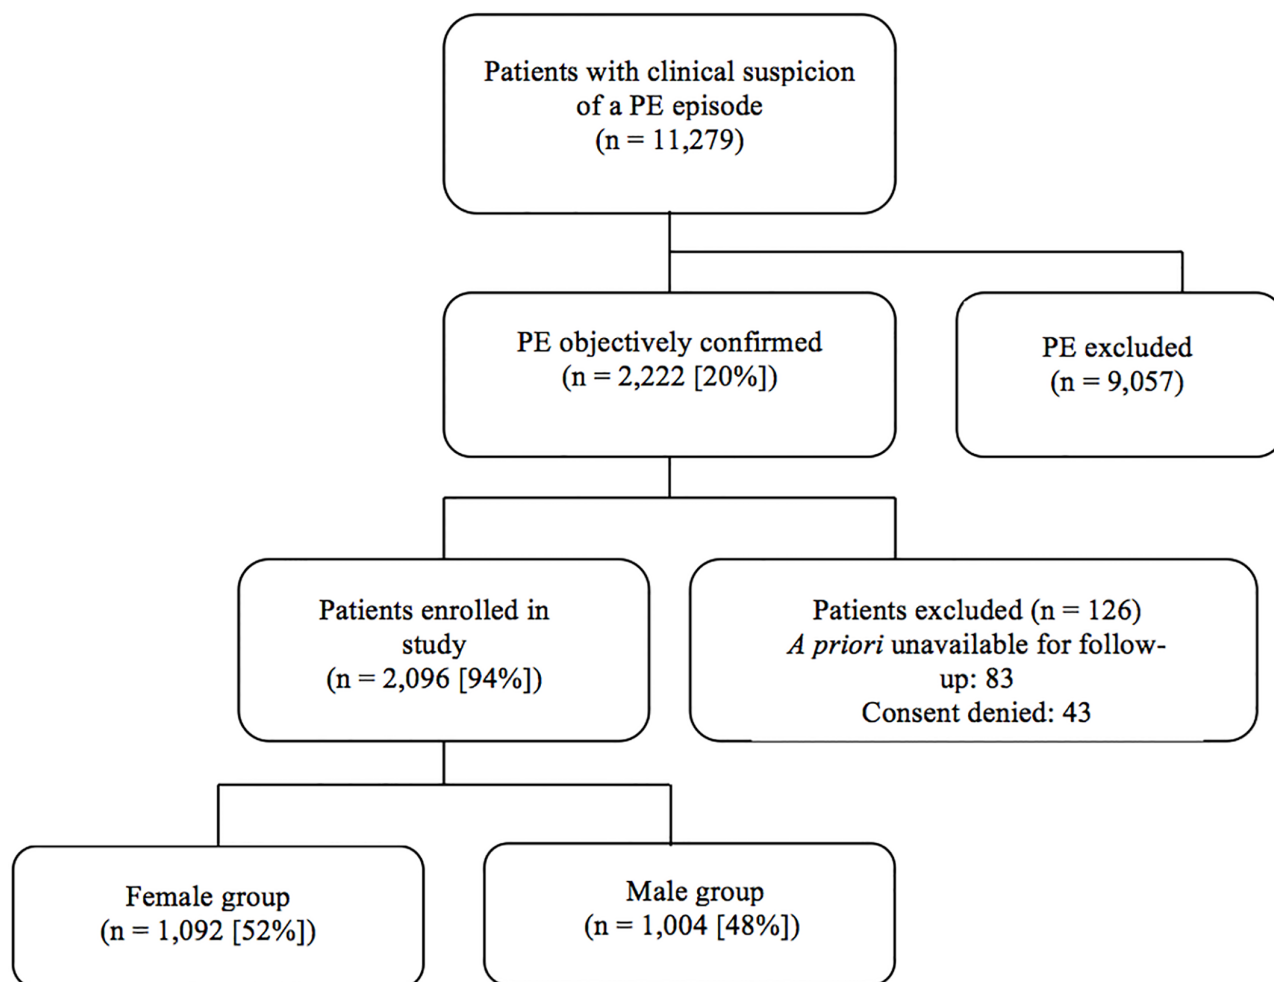 Patients with clinical suspicion
of a PE episode
(n = 11,279)
PE objectively confirmed
(n = 2,222 [20%])
PE excluded
(n = 9,057)
Patients enrolled in
study
(n = 2,096 [94%])
Patients excluded (n = 126)
A priori unavailable for follow-
up: 83
Consent denied: 43
Female group
(n = 1,092 [52%])
Male group
(n = 1,004 [48%])